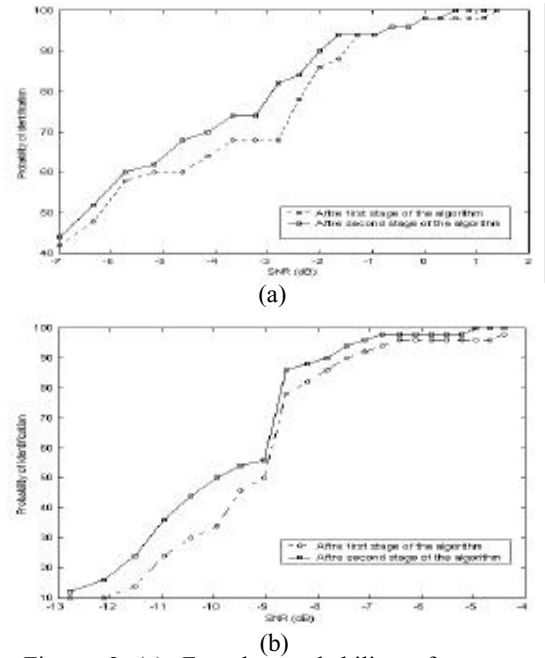 100
90
80
70
60
50
40
Probability of identification
After first stage of the algorithm
After second stage of the algorithm
-7 -6 -5 -4 -3 -2 -1 0 1 2
SNR (dB)
(a)
100
90
80
70
60
50
40
30
20
10
Probability of identification
Aftre first stage of the algorithm
Aftre second stage of the algorithm
-13 -12 -11 -10 -9 -8 -7 -6 -5 -4
SNR (dB)
(b)